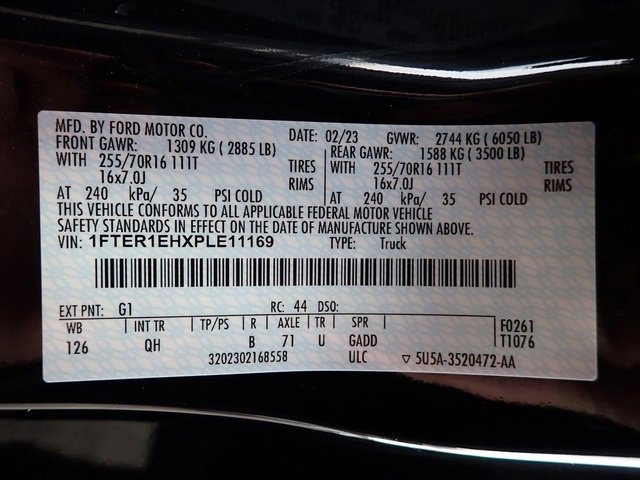 MFD. BY FORD MOTOR CO. DATE: 02/23 GVWR: 2744 KG ( 6050 LB)
FRONT GAWR: 1309 KG ( 2885 LB) REAR GAWR: 1588 KG ( 3500 LB)
WITH 255/70R16 111T TIRES WITH 255/70R16 111T TIRES
16x7.0J RIMS 16x7.0J RIMS
AT 240 kPa/ 35 PSI COLD AT 240 kPa/ 35 PSI COLD
THIS VEHICLE CONFORMS TO ALL APPLICABLE FEDERAL MOTOR VEHICLE
SAFETY STANDARDS IN EFFECT ON THE DATE OF MANUFACTURE SHOWN ABOVE.
VIN: 1FTER1EHXPLE11169 TYPE: Truck
EXT PNT: G1 RC: 44 DSO:
WB INT TR TP/PS R AXLE TR SPR F0261
126 QH B 71 U GADD T1076
3202302168558 ULC ▽ 5U5A-3520472-AA